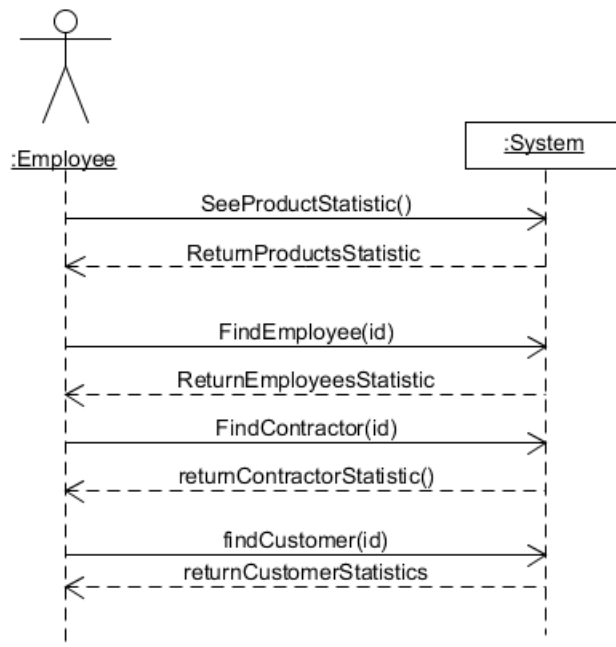 :Employee
:System
SeeProductStatistic()
ReturnProductsStatistic
FindEmployee(id)
ReturnEmployeesStatistic
FindContractor(id)
returnContractorStatistic()
findCustomer(id)
returnCustomerStatistics